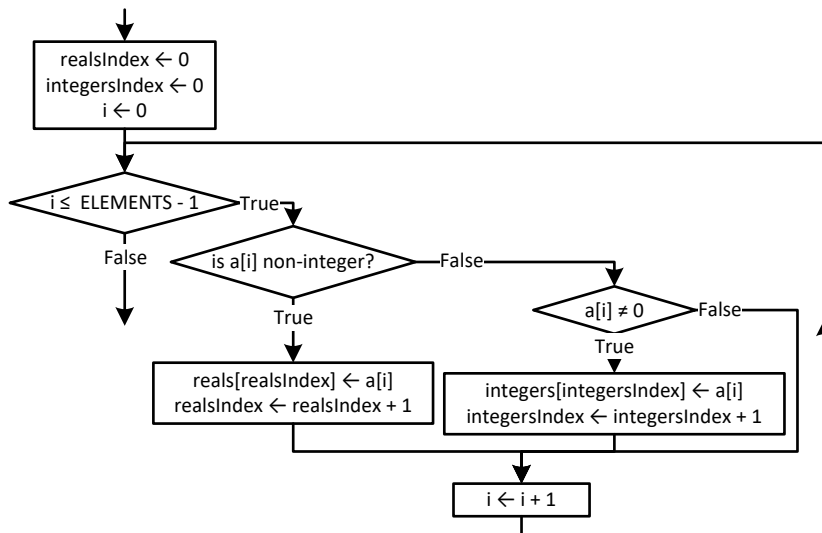 realsIndex ← 0
integersIndex ← 0
i ← 0
i ≤ ELEMENTS - 1
True
False
is a[i] non-integer?
False
True
a[i] ≠ 0
False
True
reals[realsIndex] ← a[i]
realsIndex ← realsIndex + 1
integers[integersIndex] ← a[i]
integersIndex ← integersIndex + 1
i ← i + 1